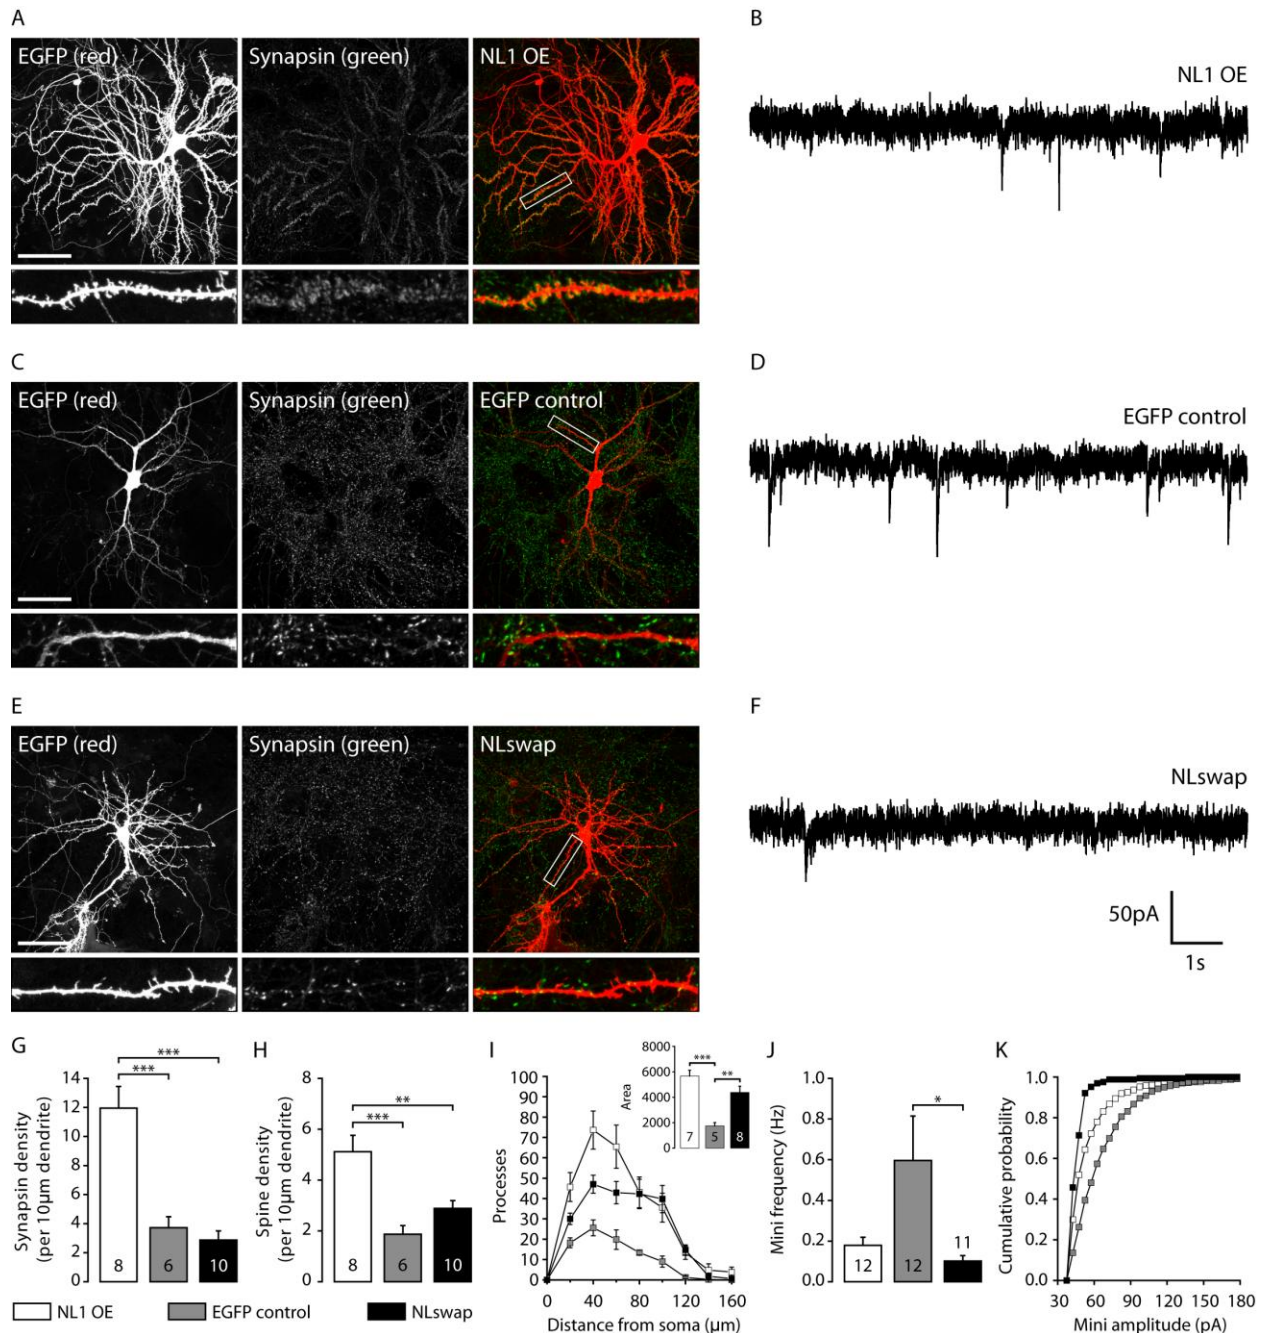 A
EGFP (red)
Synapsin (green)
NL1 OE
B
NL1 OE
C
EGFP (red)
Synapsin (green)
EGFP control
D
EGFP control
E
EGFP (red)
Synapsin (green)
NLswap
F
NLswap
50pA
1s
G
Synapsin density
(per 10µm dendrite)
14
12
10
8
6
4
2
0
***
***
8
6
10
H
Spine density
(per 10µm dendrite)
8
6
4
2
0
**
***
8
6
10
I
Processes
100
90
80
70
60
50
40
30
20
10
0
0 40 80 120 160
Distance from soma (µm)
Area
8000
6000
4000
2000
0
***
**
7
5
8
J
Mini frequency (Hz)
1.0
0.8
0.6
0.4
0.2
0.0
*
12
12
11
K
Cumulative probability
1.0
0.8
0.6
0.4
0.2
0.0
30 60 90 120 150 180
Mini amplitude (pA)
NL1 OE
EGFP control
NLswap